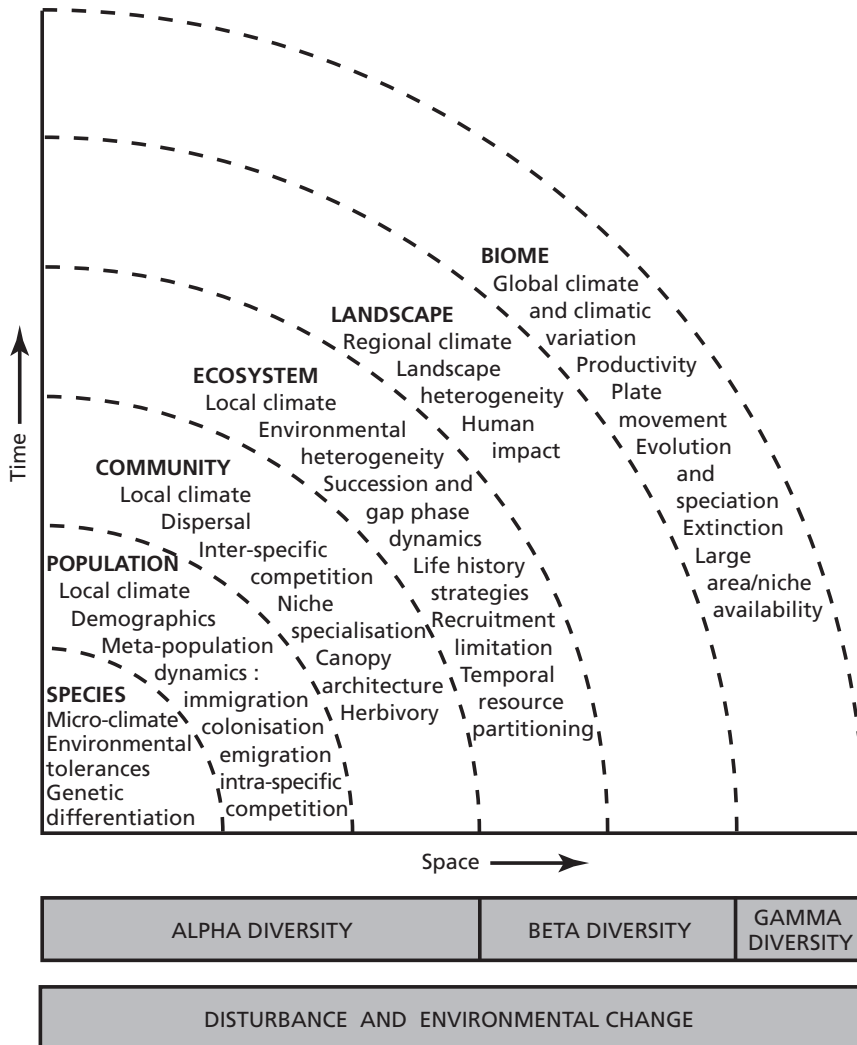 BIOME
Global climate
and climatic
variation
Productivity
Plate
movement
Evolution
and
speciation
Extinction
Large
area/niche
availability
LANDSCAPE
Regional climate
Landscape
heterogeneity
Human
impact
ECOSYSTEM
Local climate
Environmental
heterogeneity
Succession and
gap phase
dynamics
Life history
strategies
Recruitment
limitation
Temporal
resource
partitioning
COMMUNITY
Local climate
Dispersal
Inter-specific
competition
Niche
specialisation
Canopy
architecture
Herbivory
POPULATION
Local climate
Demographics
Meta-population
dynamics :
immigration
colonisation
emigration
intra-specific
competition
SPECIES
Micro-climate
Environmental
tolerances
Genetic
differentiation
Time
Space
ALPHA DIVERSITY
BETA DIVERSITY
GAMMA
DIVERSITY
DISTURBANCE AND ENVIRONMENTAL CHANGE